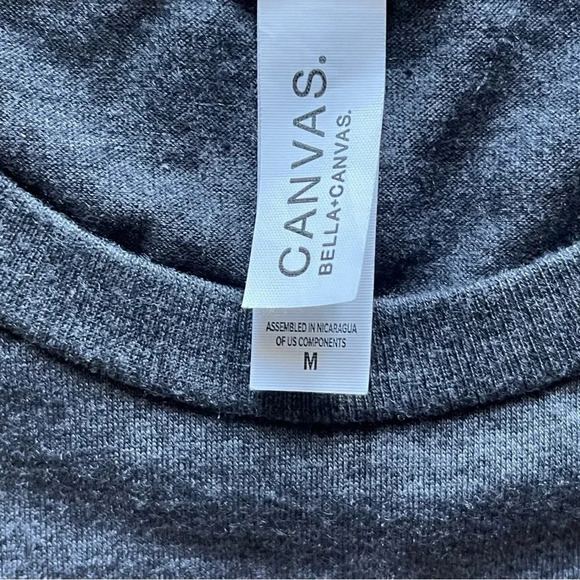 CANVAS.
BELLA+CANVAS.
ASSEMBLED IN NICARAGUA
OF US COMPONENTS
M